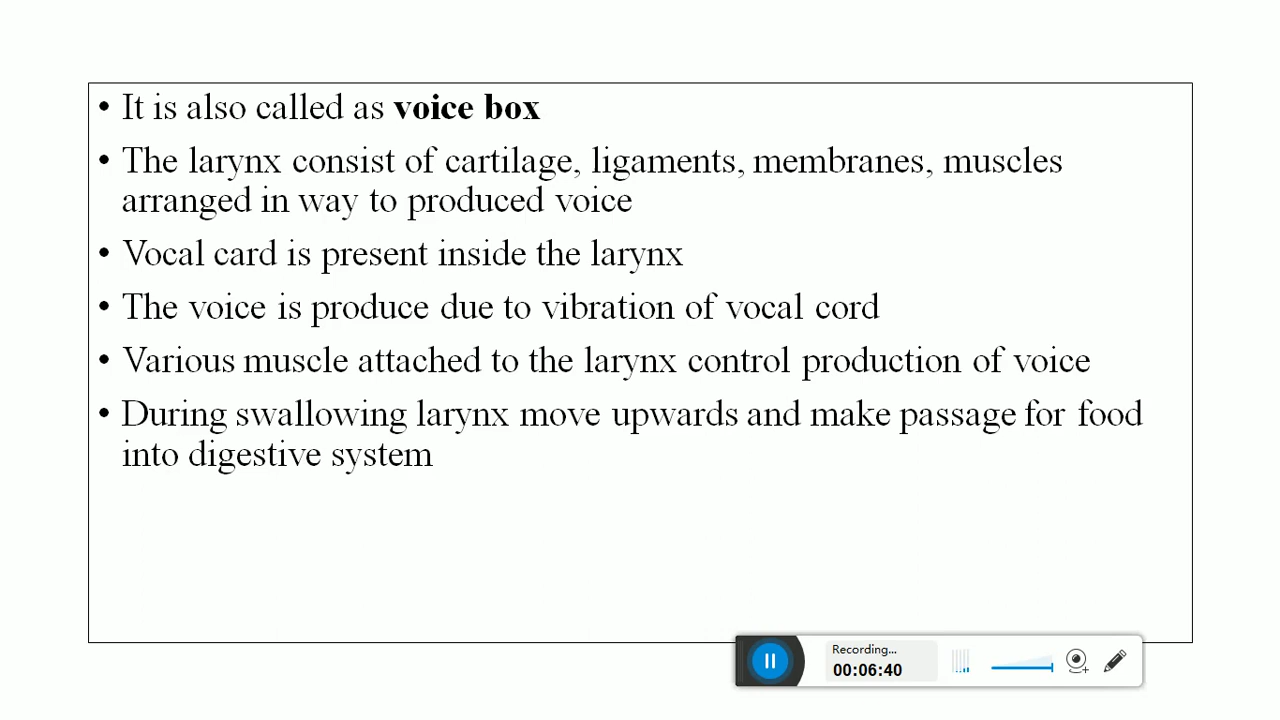 • It is also called as voice box
• The larynx consist of cartilage, ligaments, membranes, muscles
arranged in way to produced voice
• Vocal card is present inside the larynx
• The voice is produce due to vibration of vocal cord
• Various muscle attached to the larynx control production of voice
• During swallowing larynx move upwards and make passage for food
into digestive system
Recording...
00:06:40